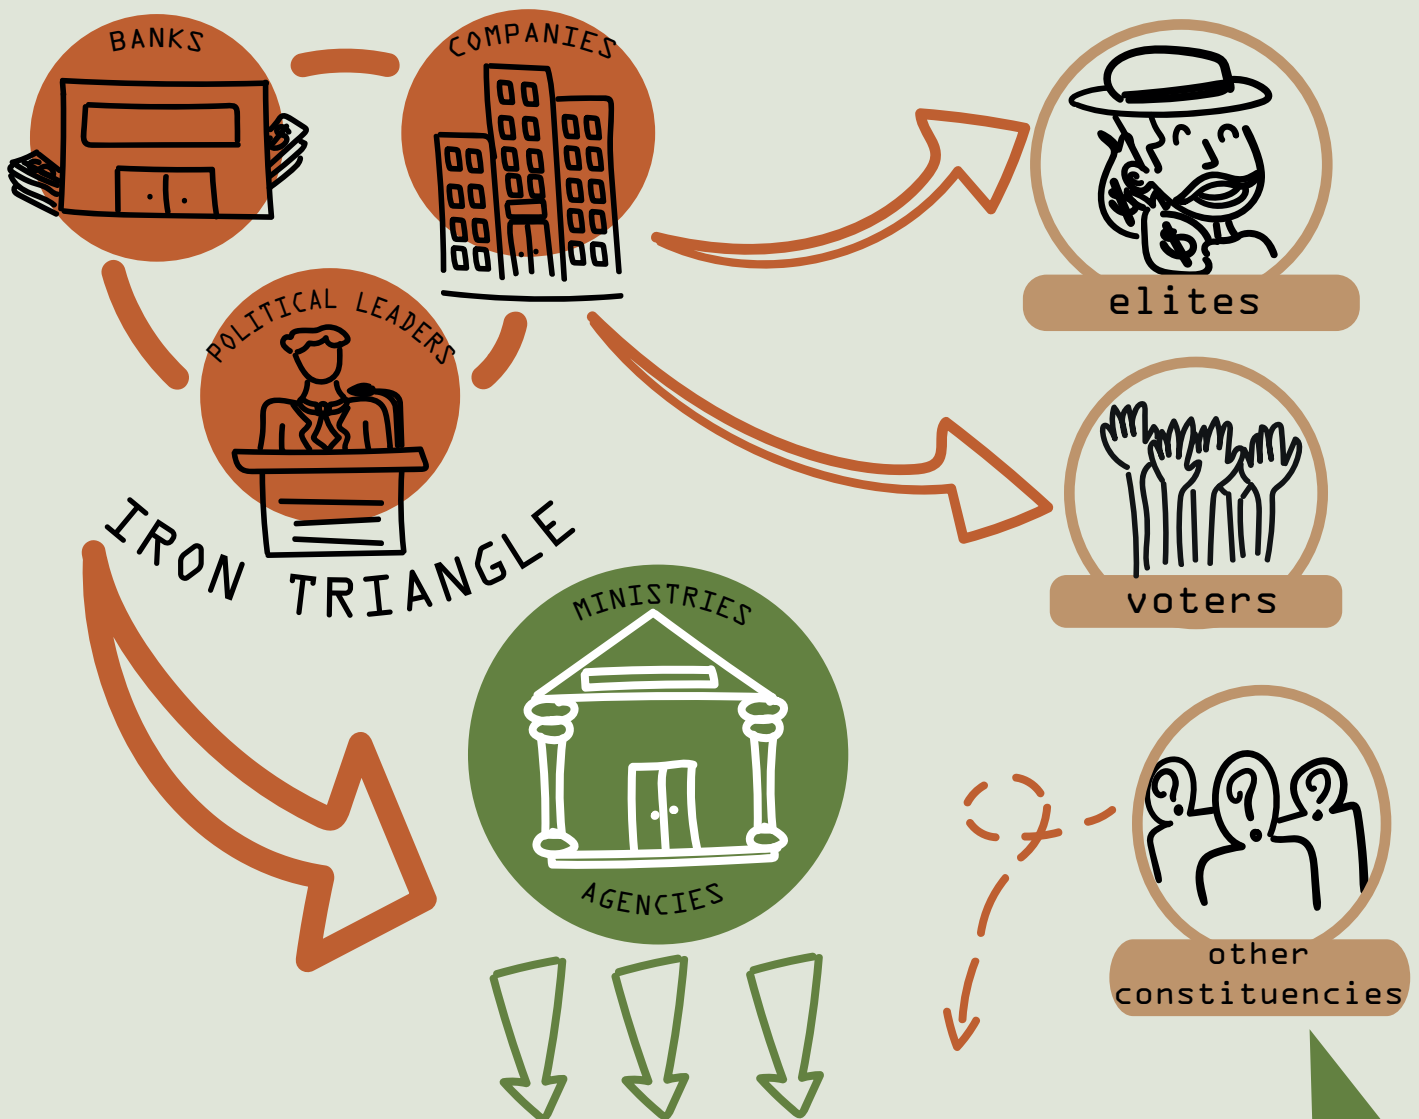 BANKS
COMPANIES
POLITICAL LEADERS
IRON TRIANGLE
elites
voters
MINISTRIES
AGENCIES
other
constituencies